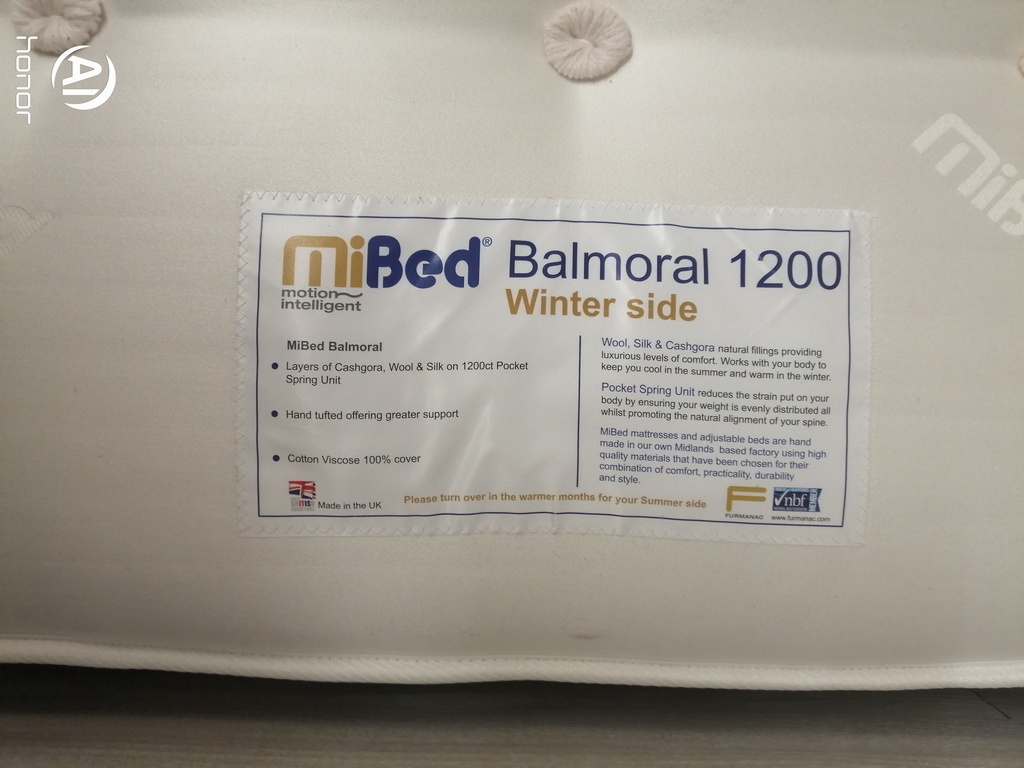 honor
AI
MiB
MiBed® Balmoral 1200
motion
intelligent
Winter side
MiBed Balmoral
• Layers of Cashgora, Wool & Silk on 1200ct Pocket
Spring Unit
• Hand tufted offering greater support
• Cotton Viscose 100% cover
Made in the UK
Wool, Silk & Cashgora natural fillings providing
luxurious levels of comfort. Works with your body to
keep you cool in the summer and warm in the winter.
Pocket Spring Unit reduces the strain put on your
body by ensuring your weight is evenly distributed all
whilst promoting the natural alignment of your spine.
MiBed mattresses and adjustable beds are hand
made in our own Midlands based factory using high
quality materials that have been chosen for their
combination of comfort, practicality, durability
and style.
Please turn over in the warmer months for your Summer side
F
FURMANAC
nbf
MEMBER
www.furmanac.com